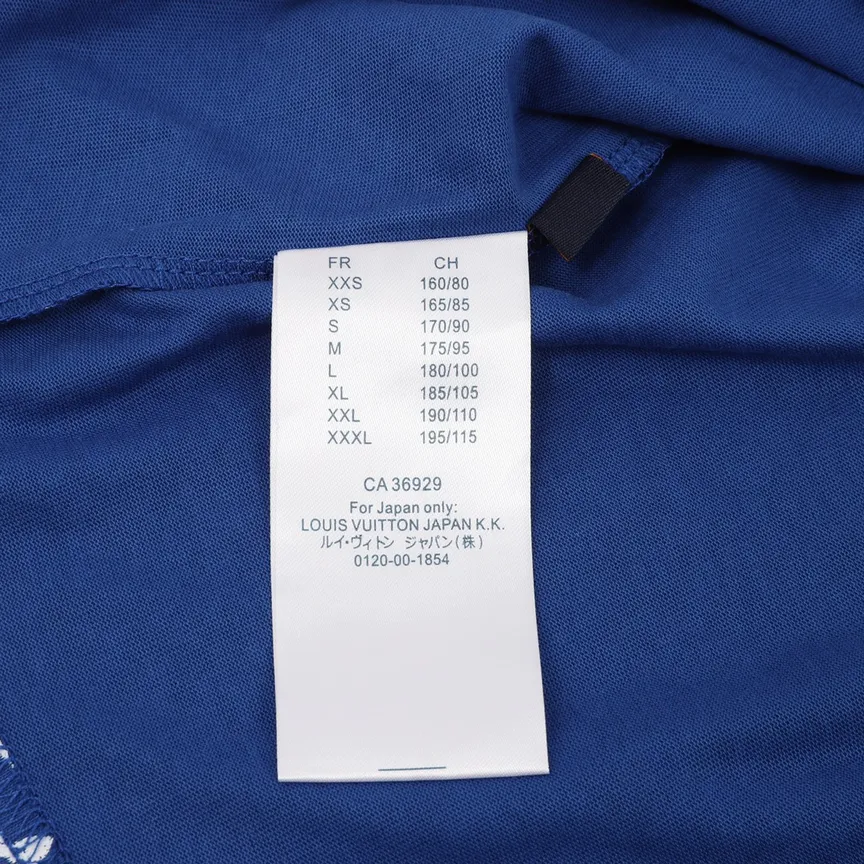 FR CH
XXS 160/80
XS 165/85
S 170/90
M 175/95
L 180/100
XL 185/105
XXL 190/110
XXXL 195/115
CA 36929
For Japan only:
LOUIS VUITTON JAPAN K.K.
ルイ・ヴィトン ジャパン(株)
0120-00-1854